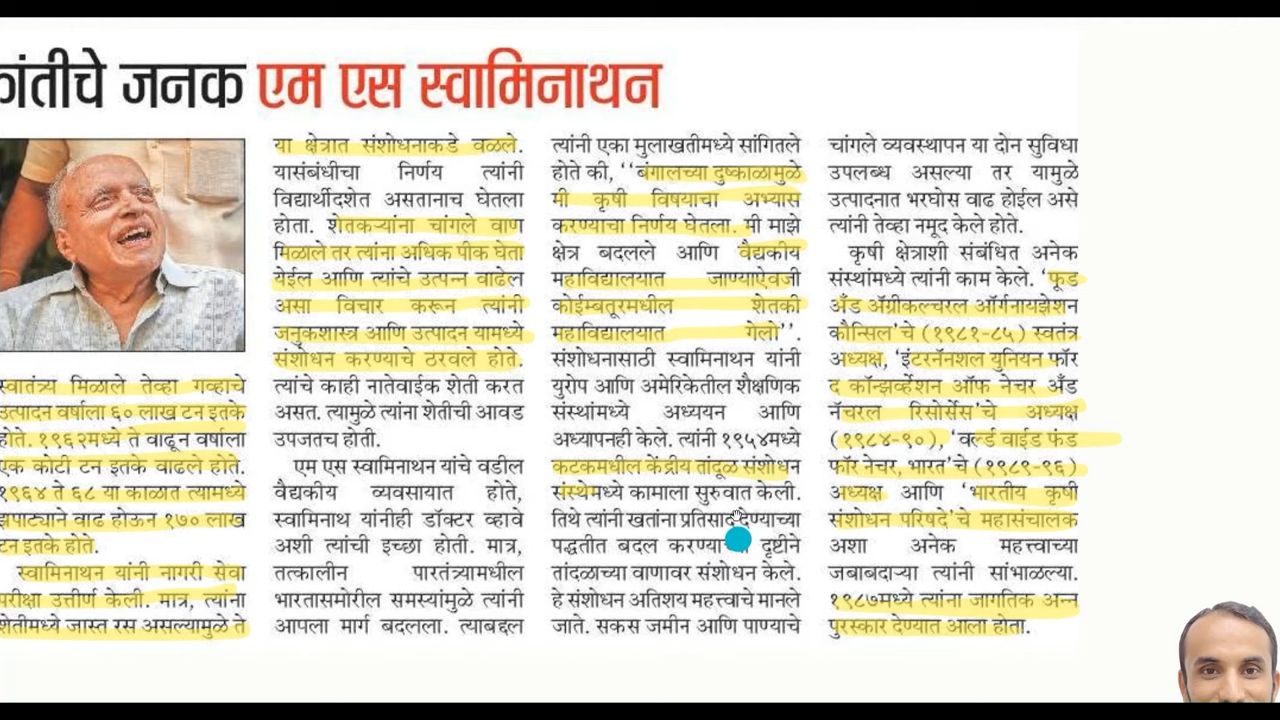 कांतीचे जनक एम एस स्वामिनाथन
स्वातंत्र्य मिळाले तेव्हा गव्हाचे
उत्पादन वर्षाला ६० लाख टन इतके
होते. १९६२मध्ये ते वाढून वर्षाला
एक कोटी टन इतके वाढले होते.
१९६४ ते ६८ या काळात त्यामध्ये
झपाट्याने वाढ होऊन १७० लाख
टन इतके होते.
स्वामिनाथन यांनी नागरी सेवा
परीक्षा उत्तीर्ण केली. मात्र, त्यांना
शेतीमध्ये जास्त रस असल्यामुळे ते
या क्षेत्रात संशोधनाकडे वळले.
यासंबंधीचा निर्णय त्यांनी
विद्यार्थीदशेत असतानाच घेतला
होता. शेतकऱ्यांना चांगले वाण
मिळाले तर त्यांना अधिक पीक घेता
येईल आणि त्यांचे उत्पन्न वाढेल
असा विचार करून त्यांनी
जनुकशास्त्र आणि उत्पादन यामध्ये
संशोधन करण्याचे ठरवले होते.
त्यांचे काही नातेवाईक शेती करत
असत. त्यामुळे त्यांना शेतीची आवड
उपजतच होती.
एम एस स्वामिनाथन यांचे वडील
वैद्यकीय व्यवसायात होते,
स्वामिनाथ यांनीही डॉक्टर व्हावे
अशी त्यांची इच्छा होती. मात्र,
तत्कालीन पारतंत्र्यामधील
भारतासमोरील समस्यांमुळे त्यांनी
आपला मार्ग बदलला. त्याबद्दल
त्यांनी एका मुलाखतीमध्ये सांगितले
होते की, ‘‘बंगालच्या दुष्काळामुळे
मी कृषी विषयाचा अभ्यास
करण्याचा निर्णय घेतला. मी माझे
क्षेत्र बदलले आणि वैद्यकीय
महाविद्यालयात जाण्याऐवजी
कोईम्बतूरमधील शेतकी
महाविद्यालयात गेलो’’.
संशोधनासाठी स्वामिनाथन यांनी
युरोप आणि अमेरिकेतील शैक्षणिक
संस्थांमध्ये अध्ययन आणि
अध्यापनही केले. त्यांनी १९५४मध्ये
कटकमधील केंद्रीय तांदूळ संशोधन
संस्थेमध्ये कामाला सुरुवात केली.
तिथे त्यांनी खतांना प्रतिसाद देण्याच्या
पद्धतीत बदल दृष्टीने
तांदळाच्या वाणावर संशोधन केले.
हे संशोधन अतिशय महत्त्वाचे मानले
जाते. सकस जमीन आणि पाण्याचे
चांगले व्यवस्थापन या दोन सुविधा
उपलब्ध असल्या तर यामुळे
उत्पादनात भरघोस वाढ होईल असे
त्यांनी तेव्हा नमूद केले होते.
कृषी क्षेत्राशी संबंधित अनेक
संस्थांमध्ये त्यांनी काम केले. ‘फूड
अँड ॲग्रीकल्चरल ऑर्गनायझेशन
कौन्सिल’चे (१९८१-८५) स्वतंत्र
अध्यक्ष, ‘इंटरनॅनशल युनियन फॉर
द कॉन्झर्व्हेशन ऑफ नेचर अँड
नॅचरल रिसोर्सेस’चे अध्यक्ष
(१९८४-९०), ‘वर्ल्ड वाईड फंड
फॉर नेचर, भारत’चे (१९८९-९६)
अध्यक्ष आणि ‘भारतीय कृषी
संशोधन परिषदे’चे महासंचालक
अशा अनेक महत्त्वाच्या
जबाबदाऱ्या त्यांनी सांभाळल्या.
१९८७मध्ये त्यांना जागतिक अन्न
पुरस्कार देण्यात आला होता.